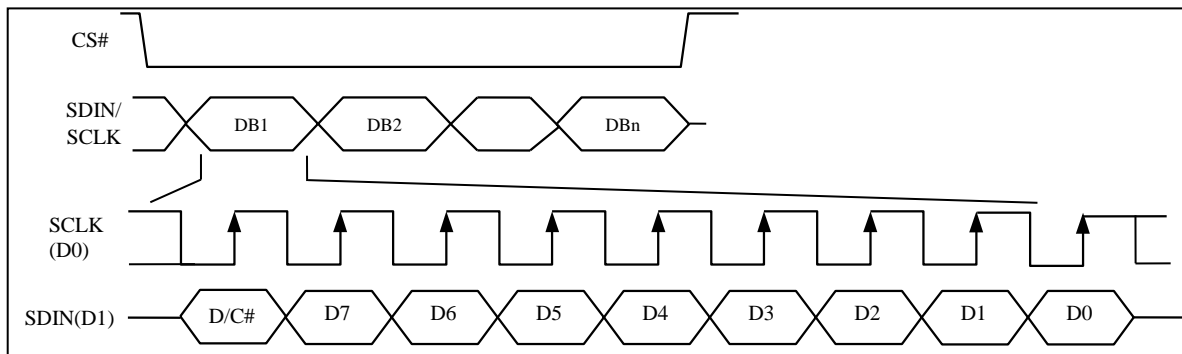 CS#
SDIN/
SCLK
DB1 DB2 DBn
SCLK
(D0)
SDIN(D1) D/C# D7 D6 D5 D4 D3 D2 D1 D0